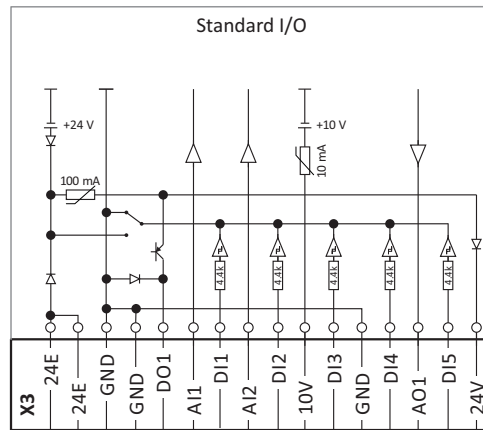 Standard I/O
+24 V
+10 V
100 mA
10 mA
4.4k
4.4k
4.4k
4.4k
4.4k
X3
24E
24E
GND
GND
DO1
AI1
DI1
AI2
DI2
10V
DI3
GND
DI4
AO1
DI5
24V